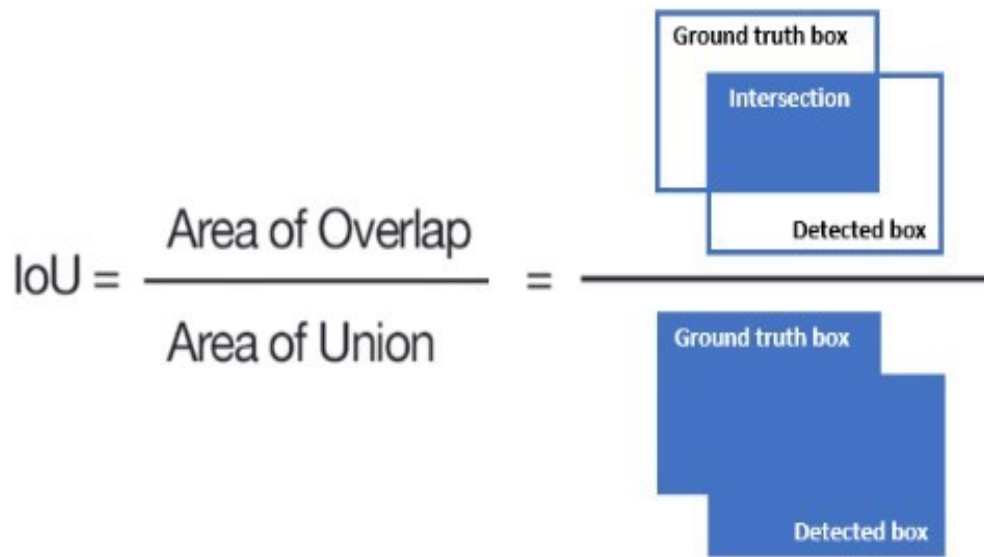 Ground truth box
Intersection
Detected box
IoU = Area of Overlap =
Area of Union
Ground truth box
Detected box